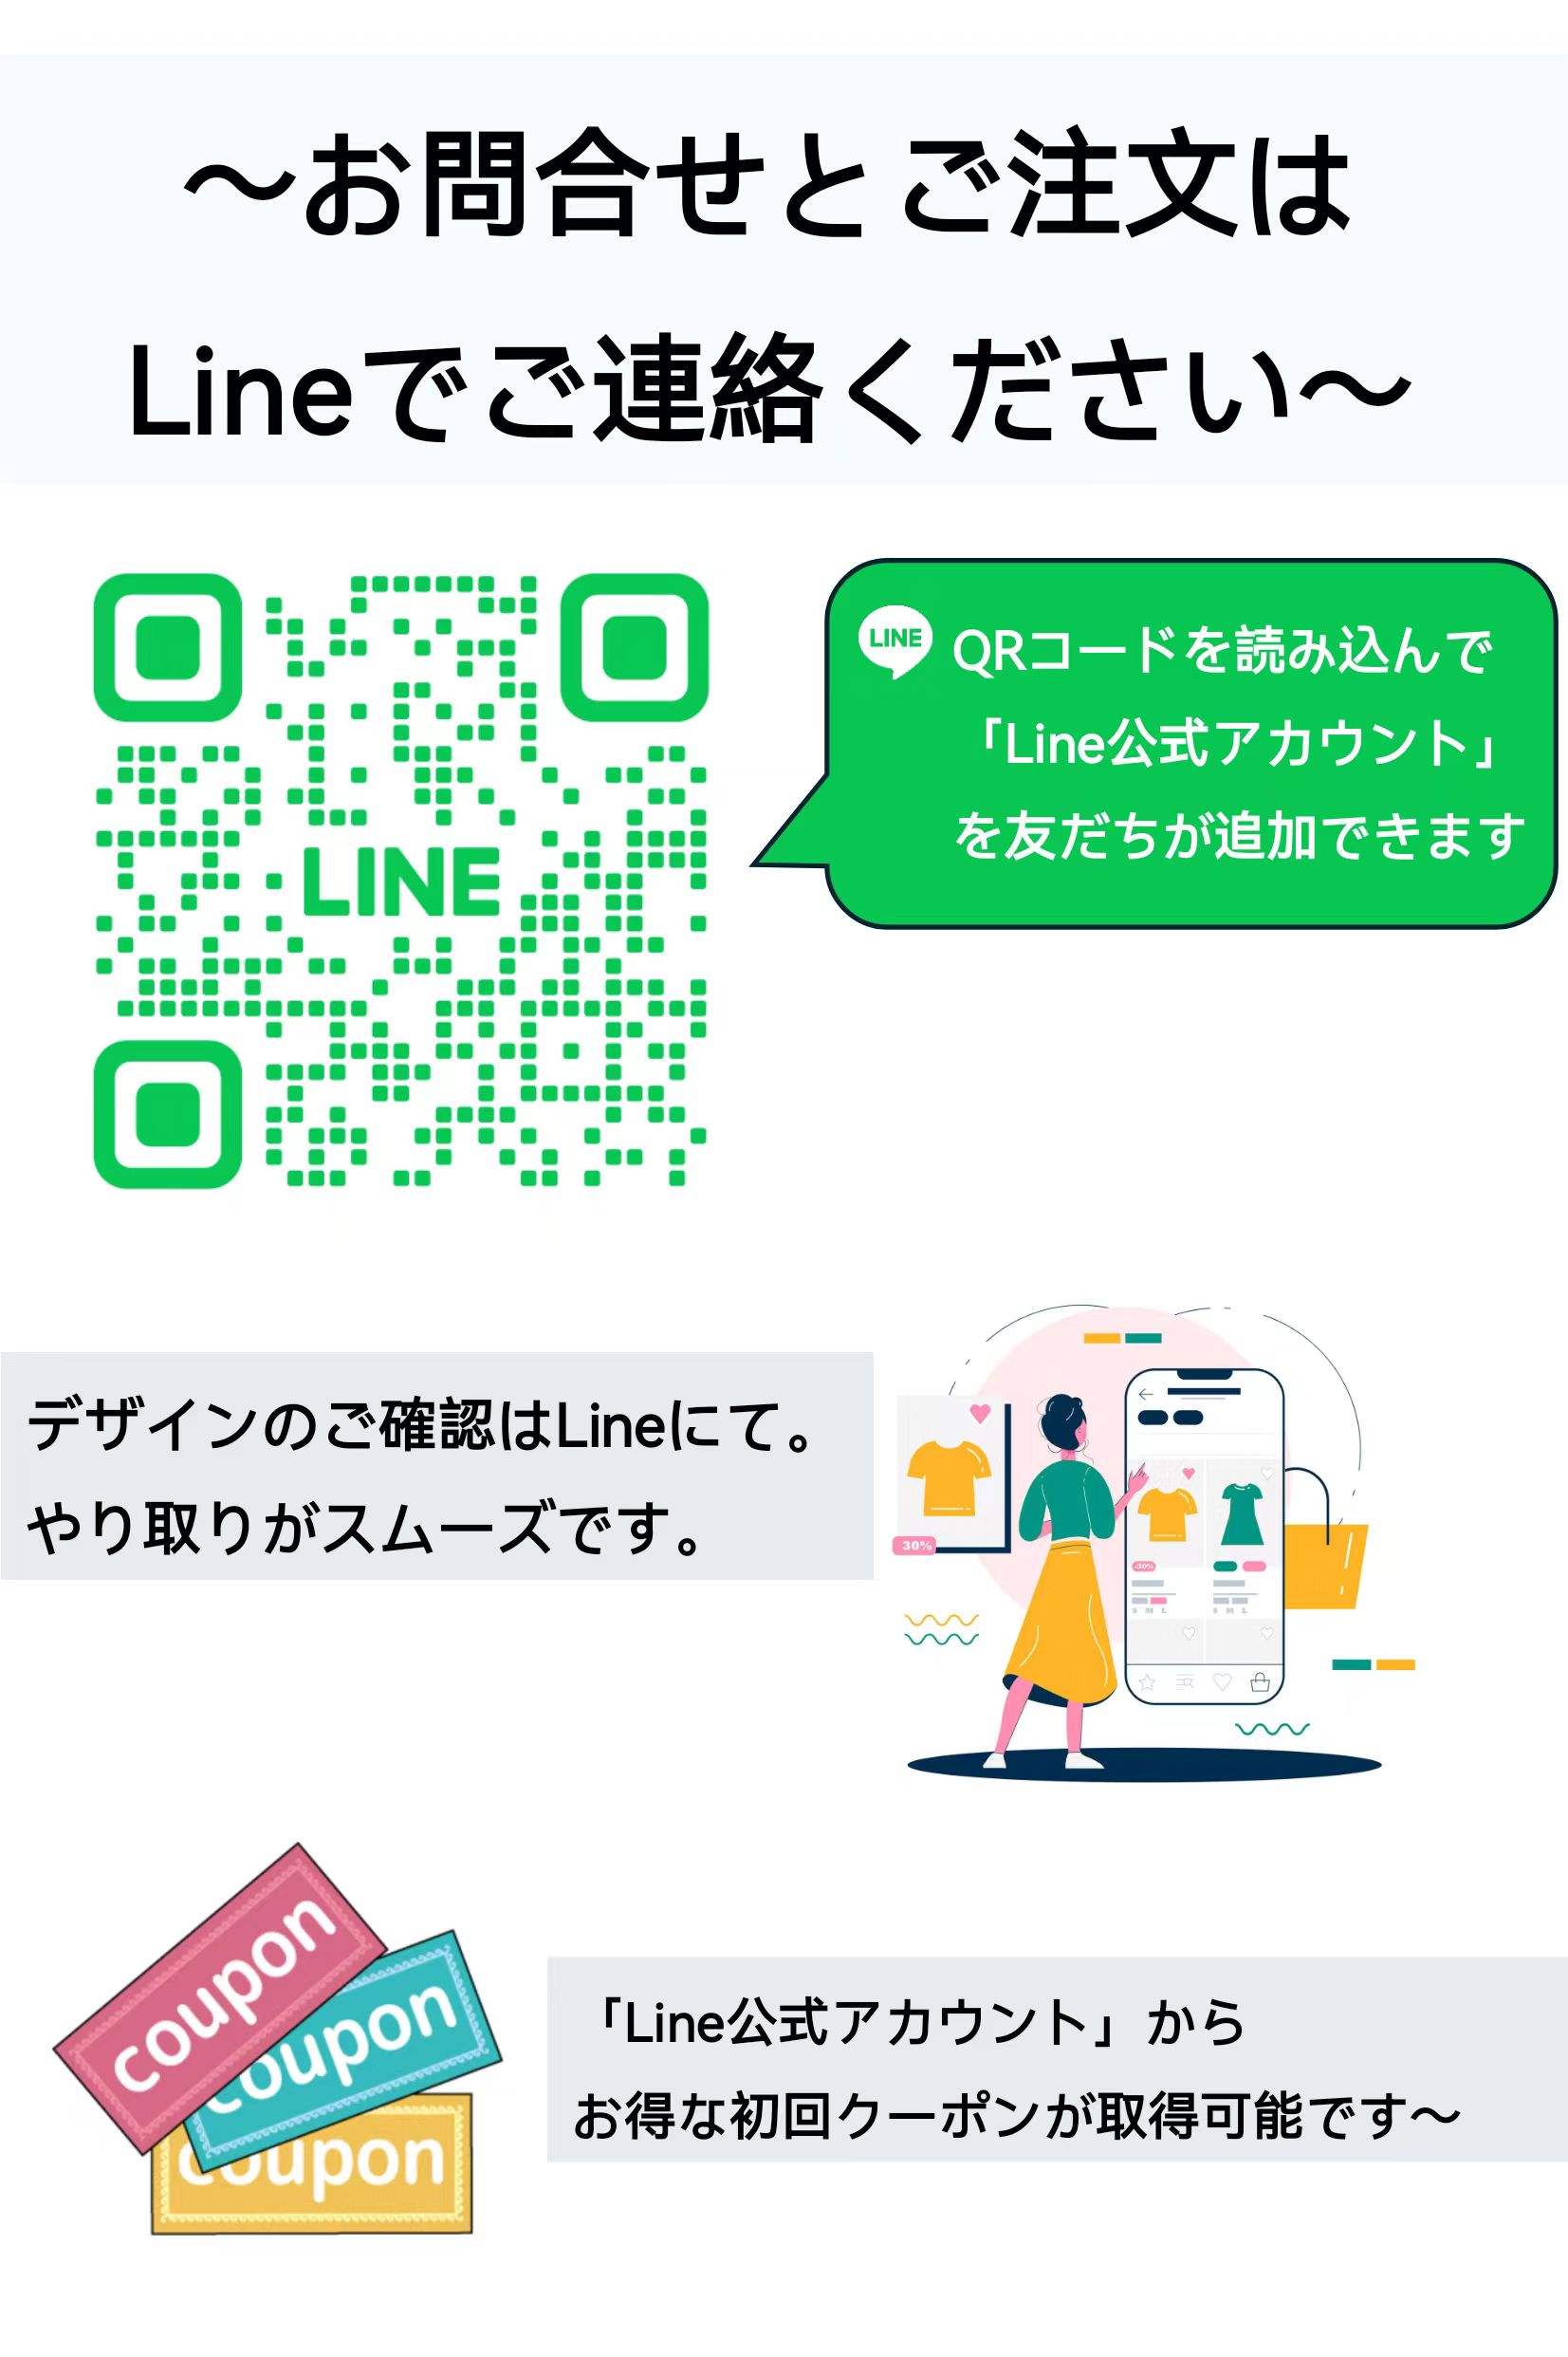 ～お問合せとご注文は
Lineでご連絡ください～
LINE
LINE
QRコードを読み込んで
「Line公式アカウント」
を友だちが追加できます
デザインのご確認はLineにて。
やり取りがスムーズです。
30%
-30%
S M L
S M L
coupon
coupon
coupon
「Line公式アカウント」から
お得な初回クーポンが取得可能です～